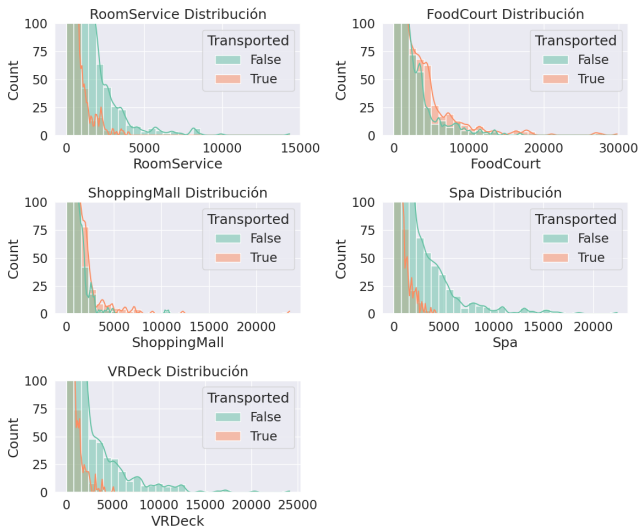 RoomService Distribución
Count
100
75
50
25
0
Transported
False
True
0 5000 10000 15000
RoomService
FoodCourt Distribución
Count
100
75
50
25
0
Transported
False
True
0 10000 20000 30000
FoodCourt
ShoppingMall Distribución
Count
100
75
50
25
0
Transported
False
True
0 5000 10000 15000 20000
ShoppingMall
Spa Distribución
Count
100
75
50
25
0
Transported
False
True
0 5000 10000 15000 20000
Spa
VRDeck Distribución
Count
100
75
50
25
0
Transported
False
True
0 5000 10000 15000 20000 25000
VRDeck